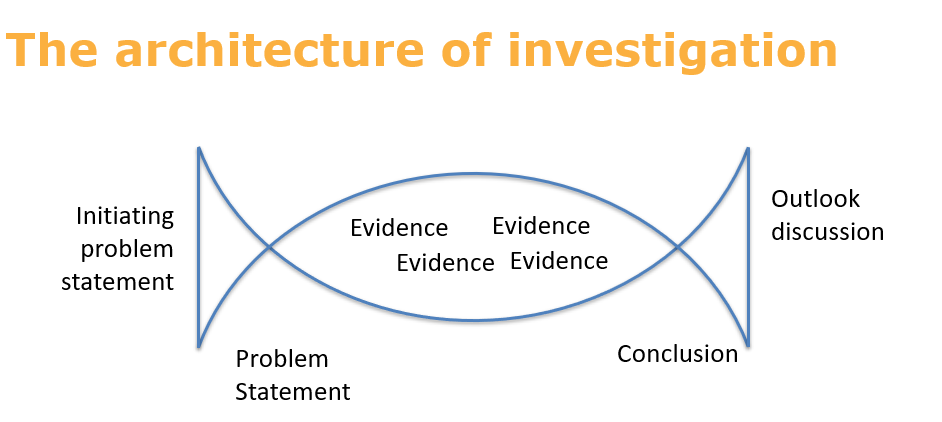 The architecture of investigation
Initiating
problem
statement
Evidence
Evidence
Evidence
Evidence
Outlook
discussion
Problem
Statement
Conclusion